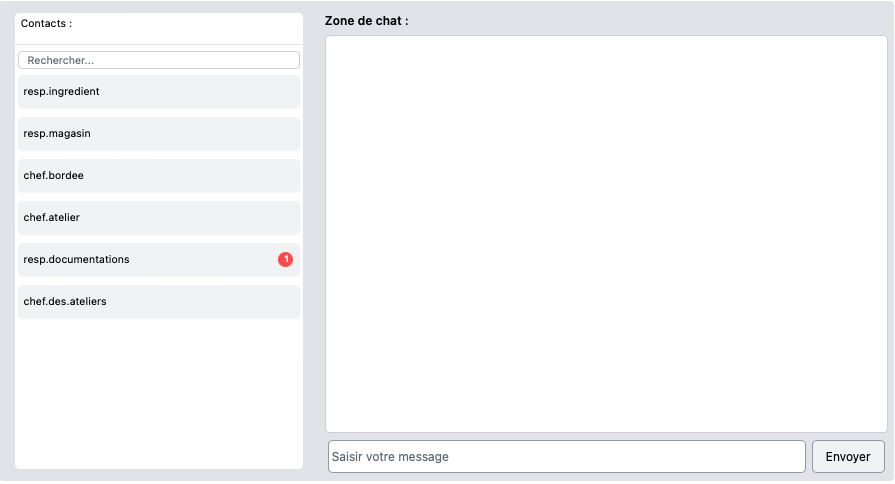 Contacts :
Rechercher...
resp.ingredient
resp.magasin
chef.bordee
chef.atelier
resp.documentations
1
chef.des.ateliers
Zone de chat :
Saisir votre message
Envoyer